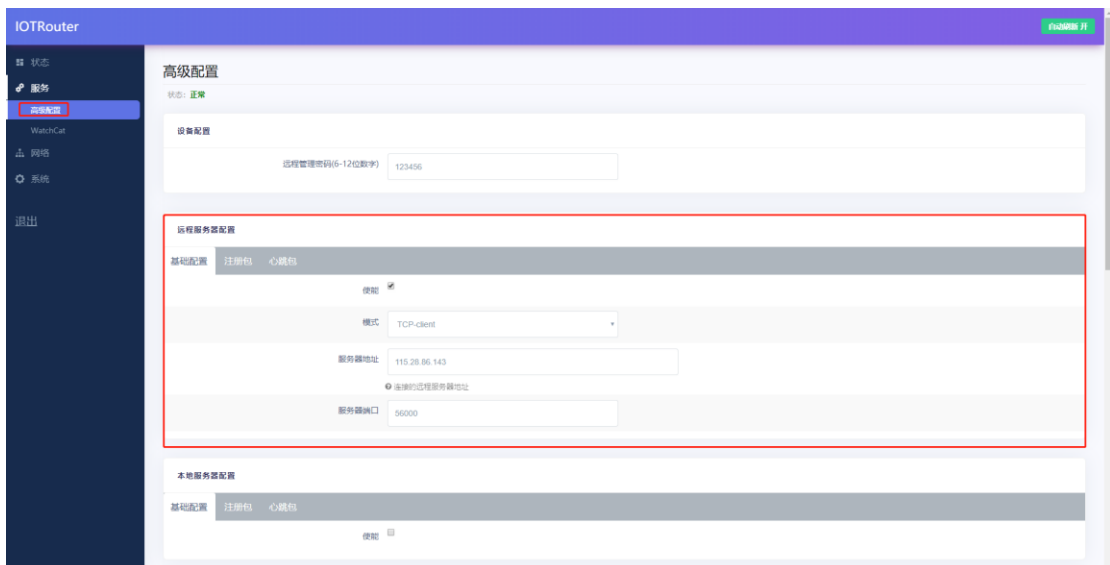 IOTRouter
自动刷新 开
状态
服务
高级配置
WatchCat
网络
系统
退出
高级配置
状态: 正常
设备配置
远程管理密码(6-12位数字) 123456
远程服务器配置
基础配置 注册包 心跳包
使能
模式 TCP-client
服务器地址 115.28.86.143
连接的远程服务器地址
服务器端口 56000
本地服务器配置
基础配置 注册包 心跳包
使能